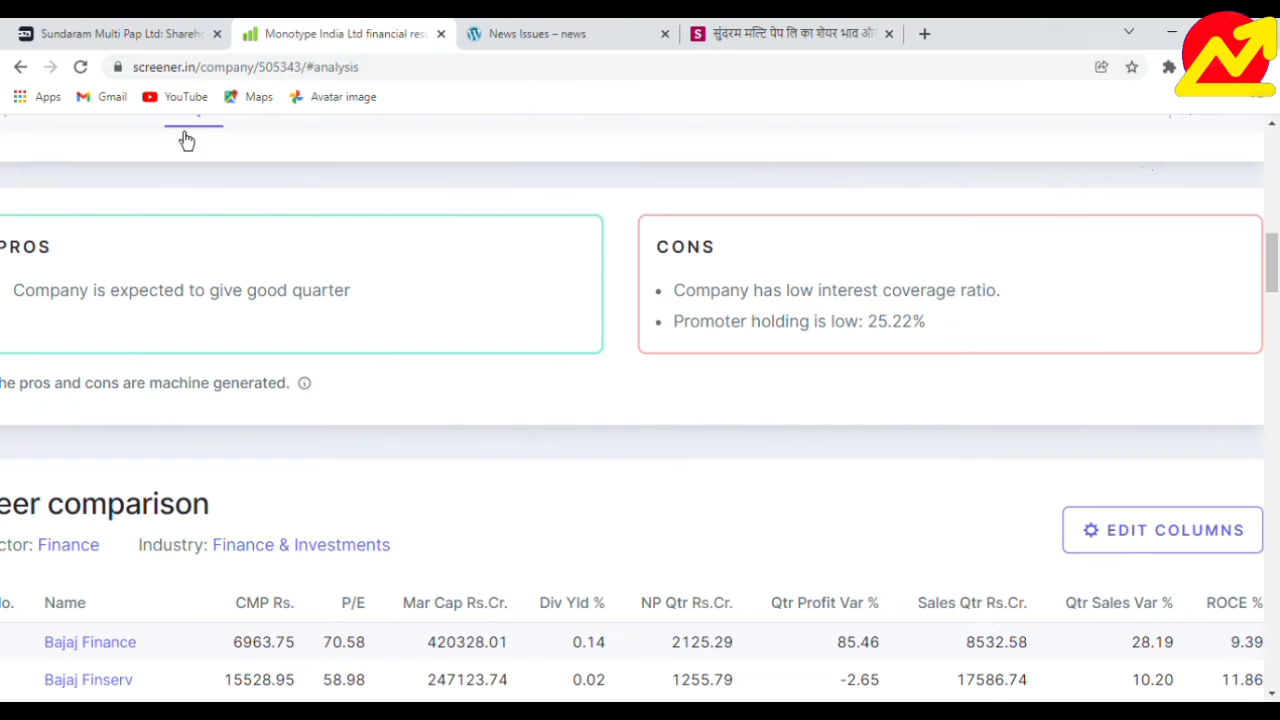 Sundaram Multi Pap Ltd: Shareho
Monotype India Ltd financial resu
News Issues – news
सुंदरम मल्टि पेप लि का शेयर भाव और
screener.in/company/505343/#analysis
Apps
Gmail
YouTube
Maps
Avatar image
PROS
Company is expected to give good quarter
CONS
• Company has low interest coverage ratio.
• Promoter holding is low: 25.22%
he pros and cons are machine generated.
eer comparison
ctor: Finance Industry: Finance & Investments
EDIT COLUMNS
o. Name CMP Rs. P/E Mar Cap Rs.Cr. Div Yld % NP Qtr Rs.Cr. Qtr Profit Var % Sales Qtr Rs.Cr. Qtr Sales Var % ROCE %
Bajaj Finance 6963.75 70.58 420328.01 0.14 2125.29 85.46 8532.58 28.19 9.39
Bajaj Finserv 15528.95 58.98 247123.74 0.02 1255.79 -2.65 17586.74 10.20 11.86